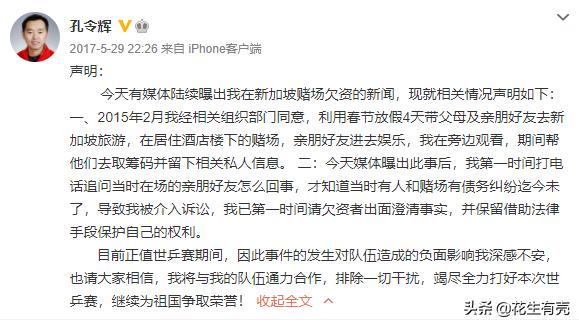 孔令辉
2017-5-29 22:26 来自 iPhone客户端
声明：
今天有媒体陆续曝出我在新加坡赌场欠资的新闻，现就相关情况声明如下：
一、2015年2月我经相关组织部门同意，利用春节放假4天带父母及亲朋好友去新
加坡旅游，在居住酒店楼下的赌场，亲朋好友进去娱乐，我在旁边观看，期间帮
他们去取筹码并留下相关私人信息。 二：今天媒体曝出此事后，我第一时间打电
话追问当时在场的亲朋好友怎么回事，才知道当时有人和赌场有债务纠纷迄今未
了，导致我被介入诉讼，我已第一时间请欠资者出面澄清事实，并保留借助法律
手段保护自己的权利。
目前正值世乒赛期间，因此事件的发生对队伍造成的负面影响我深感不安，
也请大家相信，我将与我的队伍通力合作，排除一切干扰，竭尽全力打好本次世
乒赛，继续为祖国争取荣誉！ 收起全文
头条 @花生有壳